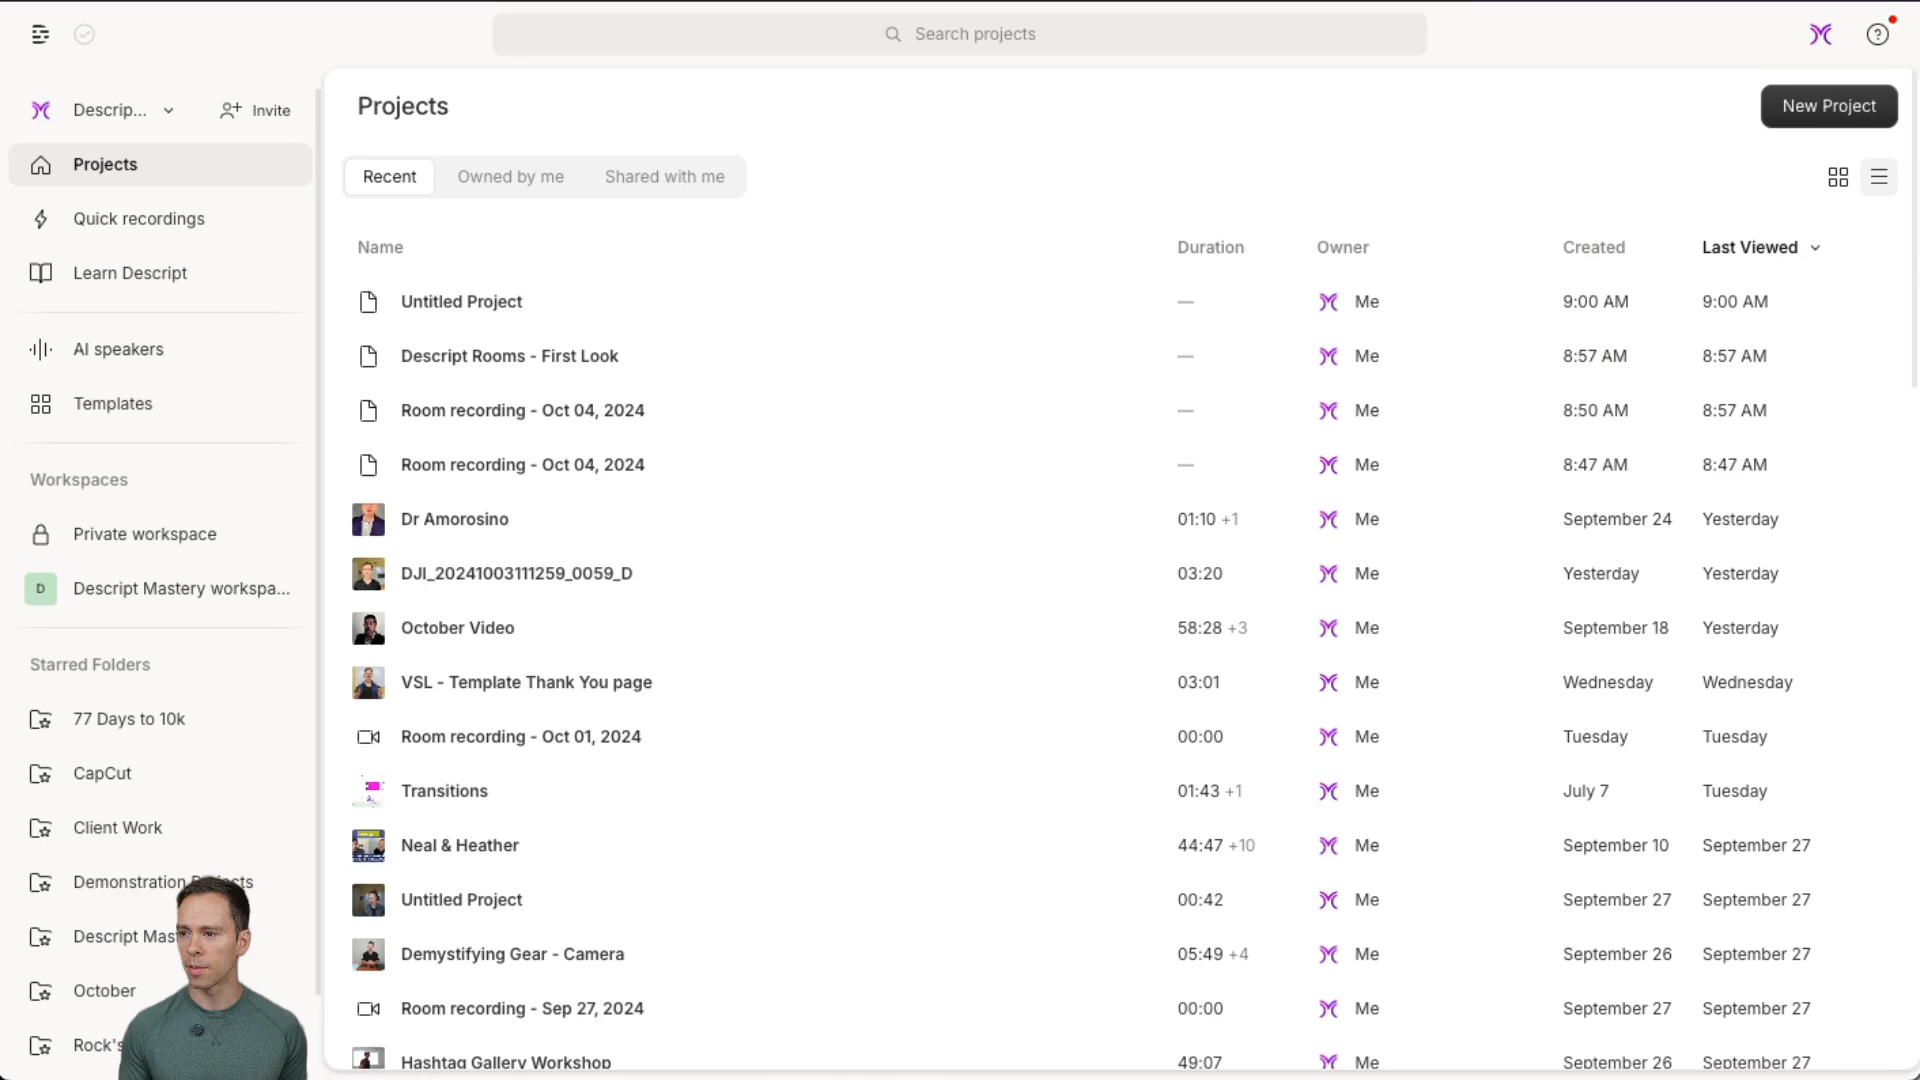 Search projects
Descrip...
Invite
Projects
Quick recordings
Learn Descript
AI speakers
Templates
Workspaces
Private workspace
D
Descript Mastery workspa...
Starred Folders
77 Days to 10k
CapCut
Client Work
Demonstration
Descript Mas
October
Rock's
Projects
New Project
Recent Owned by me Shared with me
Name Duration Owner Created Last Viewed
Untitled Project — Me 9:00 AM 9:00 AM
Descript Rooms - First Look — Me 8:57 AM 8:57 AM
Room recording - Oct 04, 2024 — Me 8:50 AM 8:57 AM
Room recording - Oct 04, 2024 — Me 8:47 AM 8:47 AM
Dr Amorosino 01:10 +1 Me September 24 Yesterday
DJI_20241003111259_0059_D 03:20 Me Yesterday Yesterday
October Video 58:28 +3 Me September 18 Yesterday
VSL - Template Thank You page 03:01 Me Wednesday Wednesday
Room recording - Oct 01, 2024 00:00 Me Tuesday Tuesday
Transitions 01:43 +1 Me July 7 Tuesday
Neal & Heather 44:47 +10 Me September 10 September 27
Untitled Project 00:42 Me September 27 September 27
Demystifying Gear - Camera 05:49 +4 Me September 26 September 27
Room recording - Sep 27, 2024 00:00 Me September 27 September 27
Hashtag Gallery Workshop 49:07 Me September 26 September 27